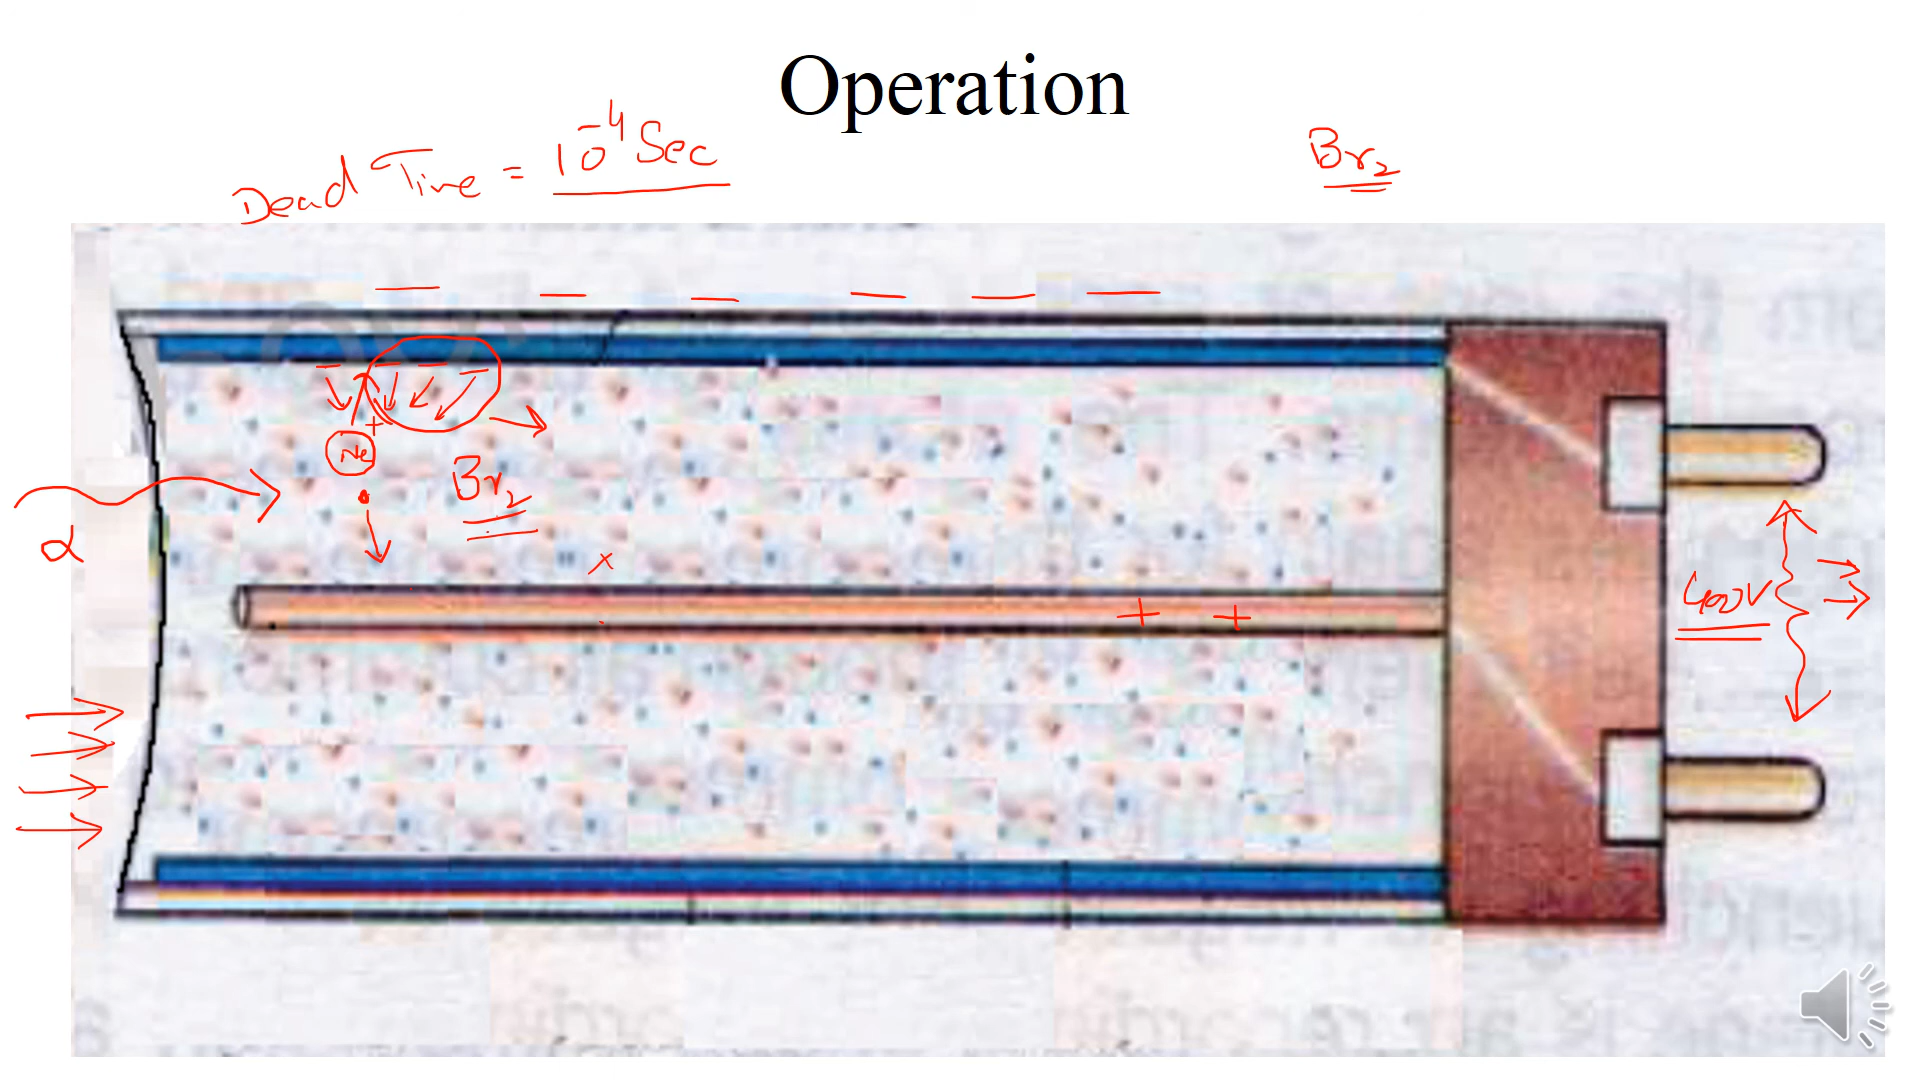 Operation
Dead Time = 10⁻⁴ Sec
Br₂
- - - - - -
Ne +
Br₂
α
x
+ +
400V